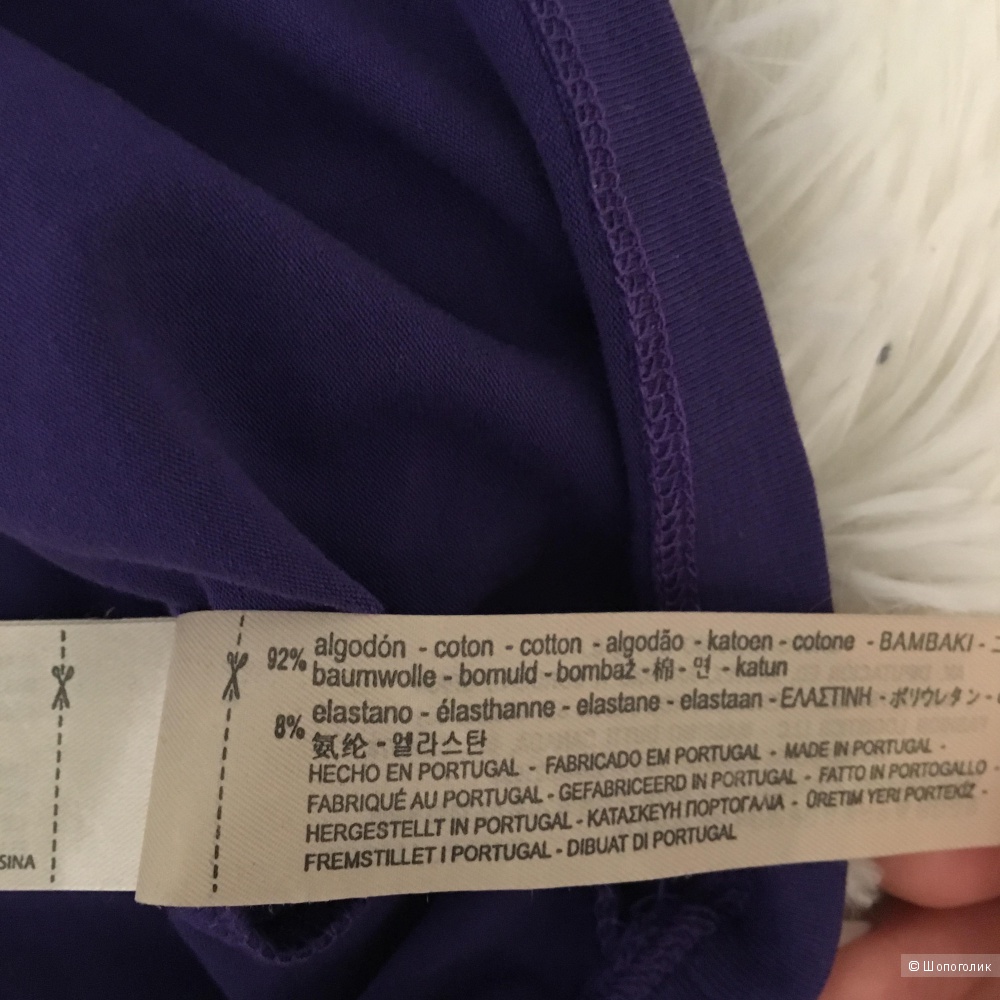 92% algodón - coton - cotton - algodão - katoen - cotone - BAMBAKI -
baumwolle - bomuld - bombaž - 棉 - 면 - katun
8% elastano - élasthanne - elastane - elastaan - ΕΛΑΣΤΙΝΗ - ポリウレタン -
氨纶 - 엘라스탄
HECHO EN PORTUGAL - FABRICADO EM PORTUGAL - MADE IN PORTUGAL -
FABRIQUÉ AU PORTUGAL - GEFABRICEERD IN PORTUGAL - FATTO IN PORTOGALLO -
HERGESTELLT IN PORTUGAL - ΚΑΤΑΣΚΕΥΗ ΠΟΡΤΟΓΑΛΙΑ - ÜRETIM YERI PORTEKİZ -
FREMSTILLET I PORTUGAL - DIBUAT DI PORTUGAL
SINA
© Шопоголик